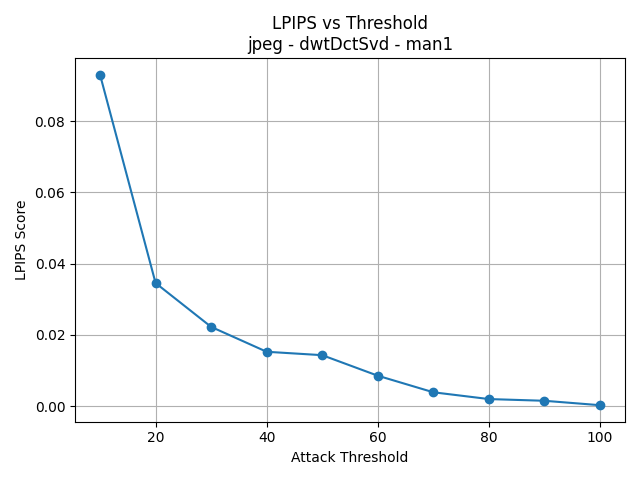 LPIPS vs Threshold
jpeg - dwtDctSvd - man1
LPIPS Score
0.08
0.06
0.04
0.02
0.00
20 40 60 80 100
Attack Threshold